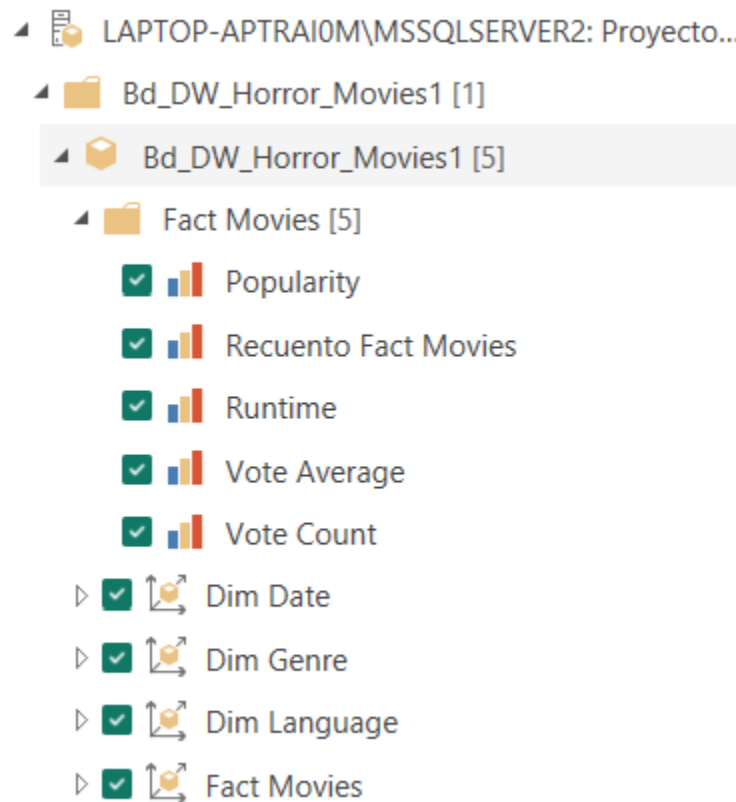 LAPTOP-APTRAI0M\MSSQLSERVER2: Proyecto...
Bd_DW_Horror_Movies1 [1]
Bd_DW_Horror_Movies1 [5]
Fact Movies [5]
Popularity
Recuento Fact Movies
Runtime
Vote Average
Vote Count
Dim Date
Dim Genre
Dim Language
Fact Movies